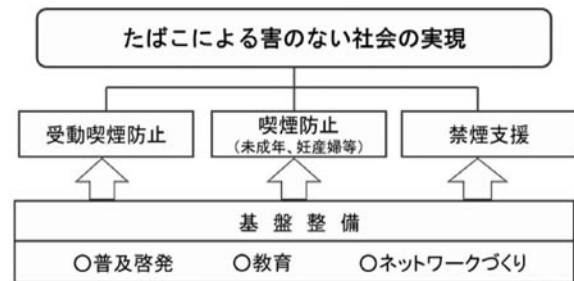 たばこによる害のない社会の実現
受動喫煙防止
喫煙防止
(未成年、妊産婦等)
禁煙支援
基盤整備
○普及啓発 ○教育 ○ネットワークづくり